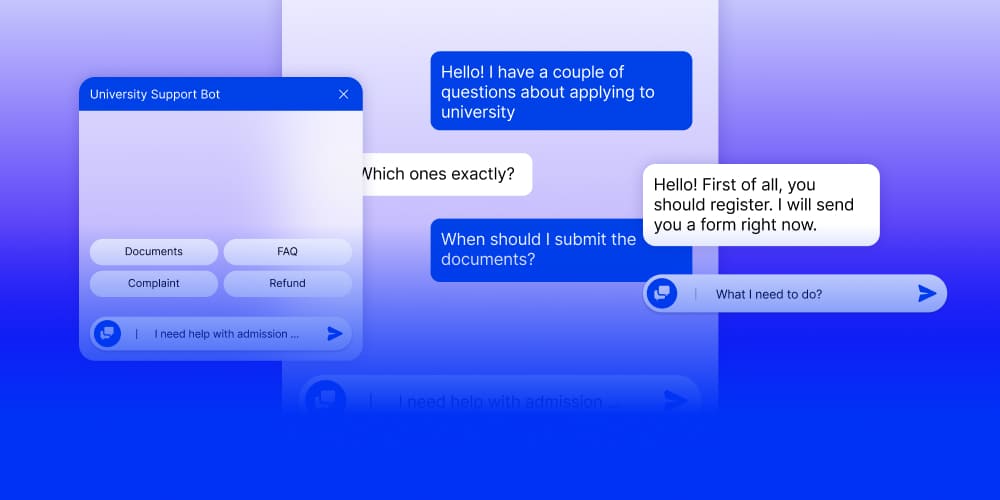 University Support Bot
Documents
FAQ
Complaint
Refund
I need help with admission ...
Hello! I have a couple of
questions about applying to
university
Which ones exactly?
When should I submit the
documents?
I need help with admission ...
Hello! First of all, you
should register. I will send
you a form right now.
What I need to do?